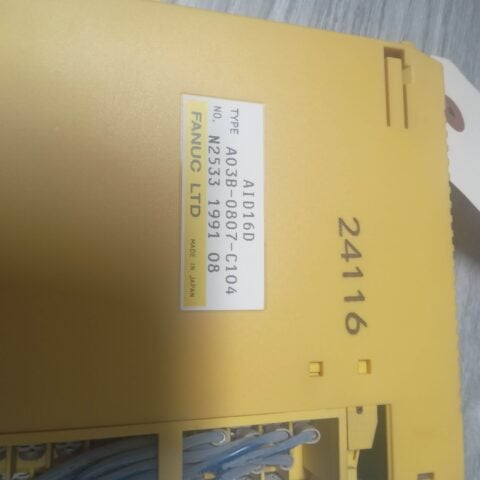 AID16D
TYPE A03B-0807-C104
NO. N2533 1991 08
FANUC LTD MADE IN JAPAN
24116